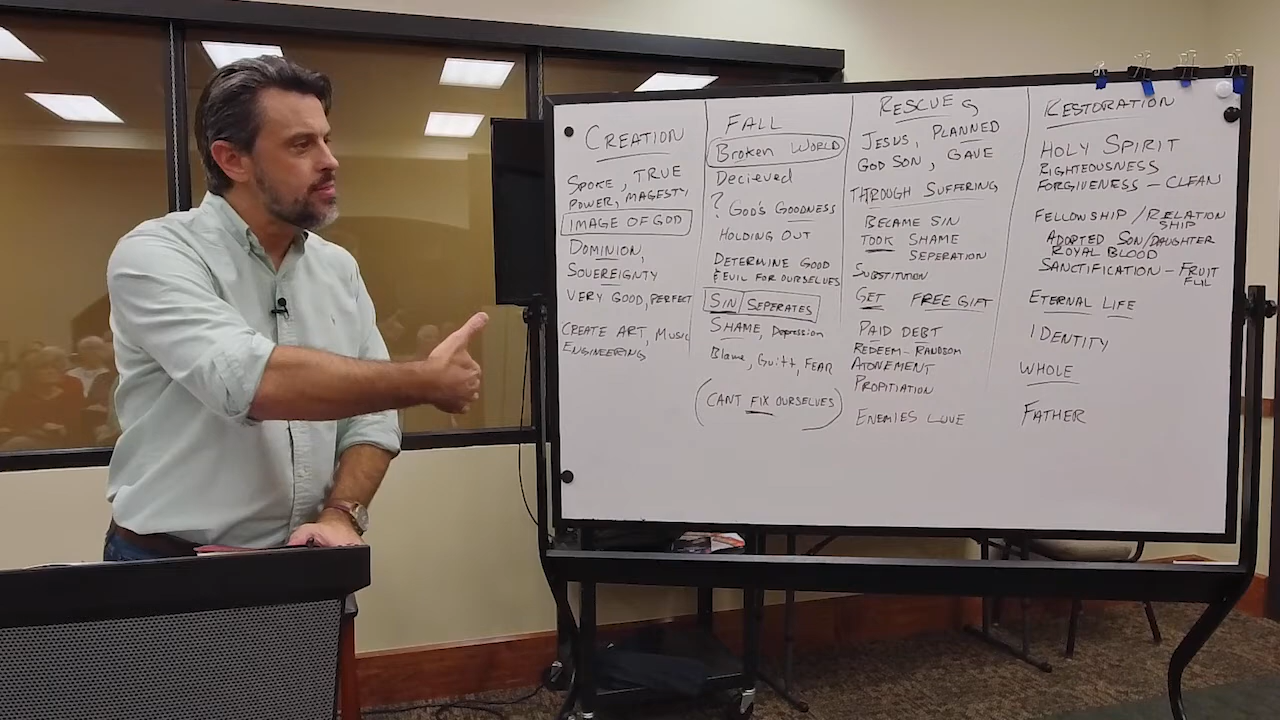 CREATION
SPOKE, TRUE
POWER, MAGESTY
IMAGE OF GOD
DOMINION,
SOVEREIGNTY
VERY GOOD, PERFECT
CREATE ART, MUSIC
ENGINEERING
FALL
Broken World
Decieved
? GOD'S GOODNESS
HOLDING OUT
DETERMINE GOOD
& EVIL FOR OURSELVES
SIN SEPERATES
SHAME, Depression
Blame, Guilt, FEAR
(CANT FIX OURSELVES)
RESCUE
JESUS, PLANNED
GOD SON, GAVE
THROUGH SUFFERING
BECAME SIN
TOOK SHAME
SEPERATION
SUBSTITUTION
GET FREE GIFT
PAID DEBT
REDEEM - RANDSOM
ATONEMENT
PROPITIATION
ENEMIES LOVE
RESTORATION
HOLY SPIRIT
RIGHTEOUSNESS
FORGIVENESS - CLEAN
FELLOWSHIP / RELATION
SHIP
ADOPTED SON/DAUGHTER
ROYAL BLOOD
SANCTIFICATION - FRUIT
ETERNAL LIFE
IDENTITY
WHOLE
FATHER